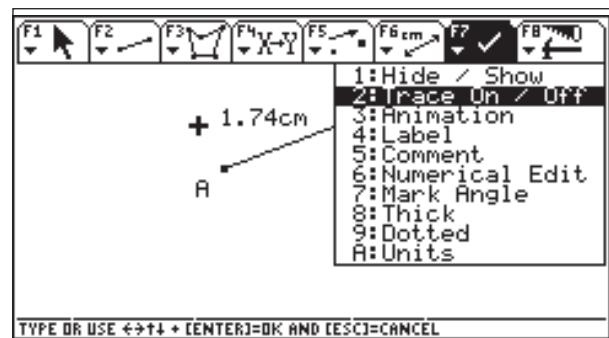 F1 F2 F3 F4 X→Y F5 F6 cm F7 F8
1:Hide / Show
2:Trace On / Off
3:Animation
4:Label
5:Comment
6:Numerical Edit
7:Mark Angle
8:Thick
9:Dotted
A:Units
1.74cm
A
TYPE OR USE ←→↑↓ + [ENTER]=OK AND [ESC]=CANCEL